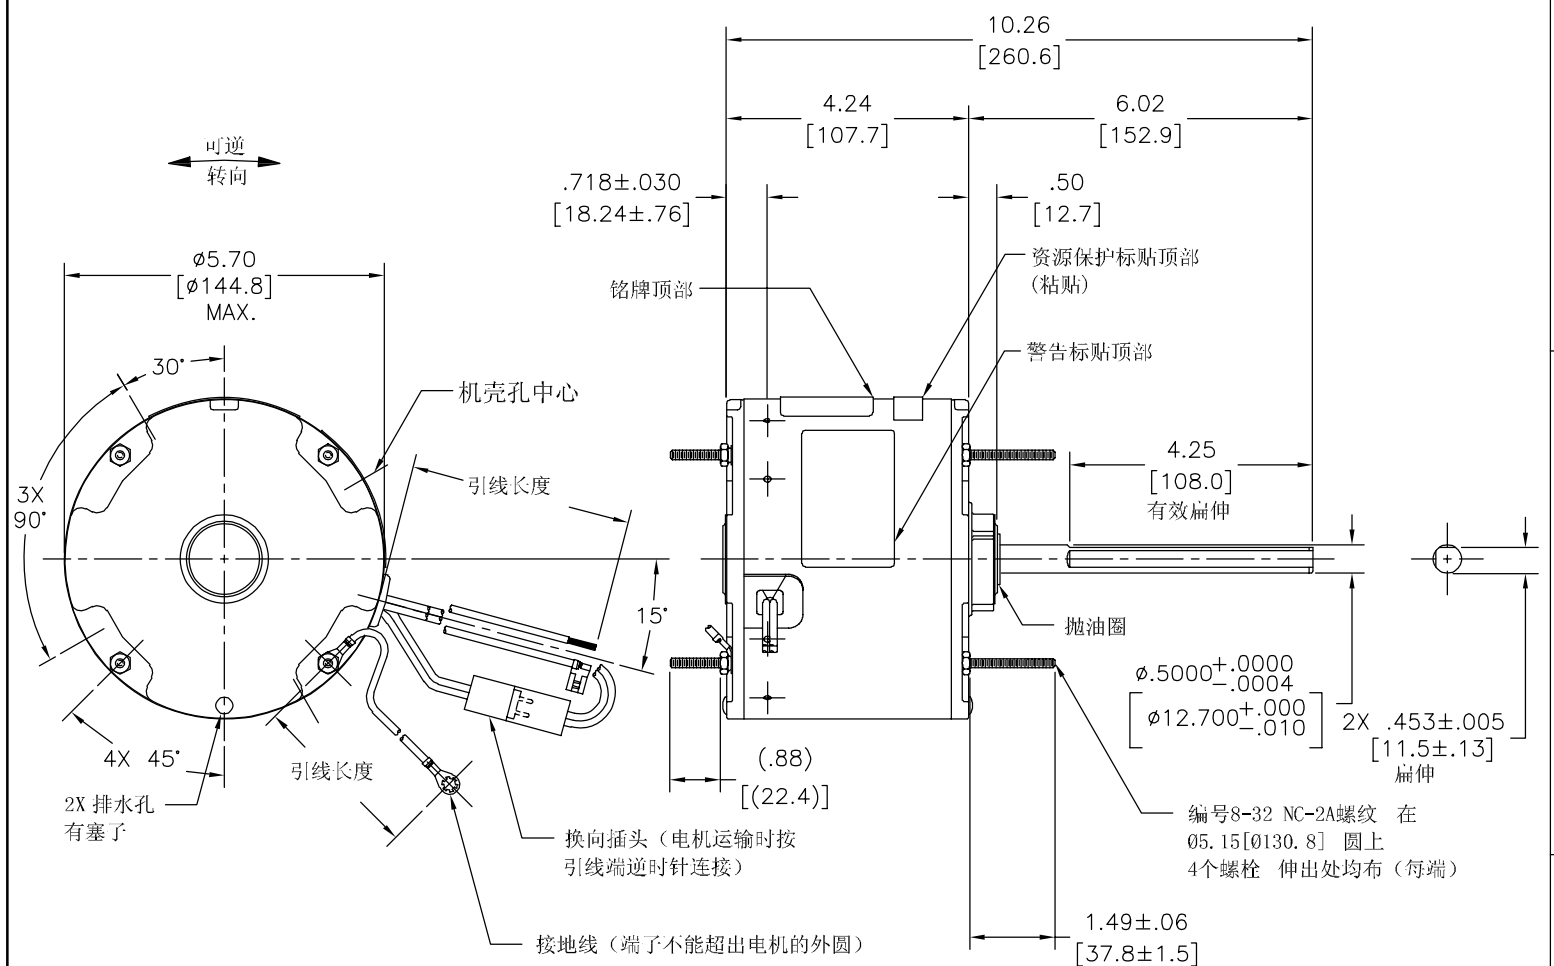 10.26
[260.6]
4.24
[107.7]
6.02
[152.9]
可逆
转向
.718±.030
[18.24±.76]
.50
[12.7]
ø5.70
[ø144.8]
MAX.
铭牌顶部
资源保护标贴顶部
(粘贴)
警告标贴顶部
30°
机壳孔中心
引线长度
3X
90°
4.25
[108.0]
有效扁伸
15°
抛油圈
ø.5000+.0000
-.0004
[ø12.700+.000
-.010]
2X .453±.005
[11.5±.13]
扁伸
4X 45°
引线长度
(.88)
[(22.4)]
2X 排水孔
有塞子
换向插头（电机运输时按
引线端逆时针连接）
编号8-32 NC-2A螺纹 在
Ø5.15[Ø130.8] 圆上
4个螺栓 伸出处均布（每端）
接地线（端子不能超出电机的外圆）
1.49±.06
[37.8±1.5]